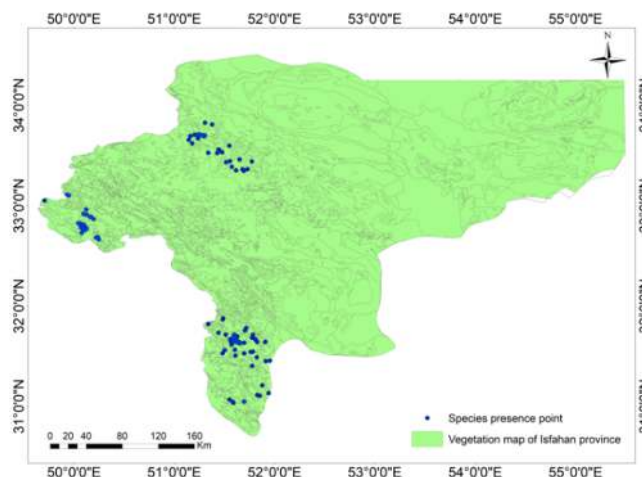 50°0'0"E 51°0'0"E 52°0'0"E 53°0'0"E 54°0'0"E 55°0'0"E
N
34°0'0"N
33°0'0"N
32°0'0"N
31°0'0"N
0 20 40 80 120 160
Km
Species presence point
Vegetation map of Isfahan province
50°0'0"E 51°0'0"E 52°0'0"E 53°0'0"E 54°0'0"E 55°0'0"E